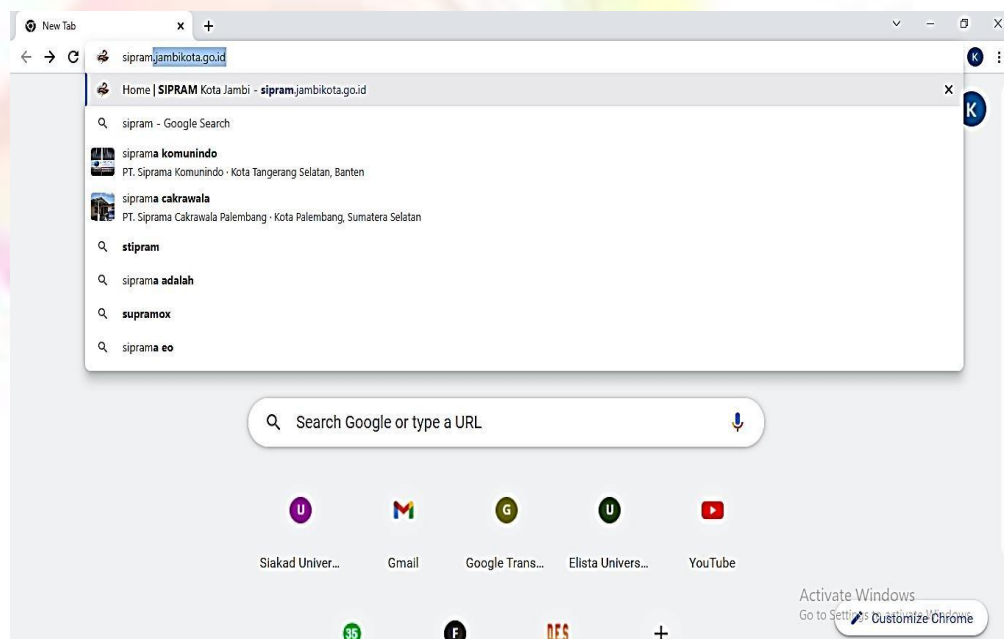 New Tab
sipram.jambikota.go.id
K
Home | SIPRAM Kota Jambi - sipram.jambikota.go.id
K
sipram - Google Search
siprama komunindo
PT. Siprama Komunindo · Kota Tangerang Selatan, Banten
siprama cakrawala
PT. Siprama Cakrawala Palembang · Kota Palembang, Sumatera Selatan
stipram
siprama adalah
supramox
siprama eo
Search Google or type a URL
U
G
U
Siakad Univer...
Gmail
Google Trans...
Elista Univers...
YouTube
Activate Windows
Go to Settings to activate Windows.
Customize Chrome
35
F
DES